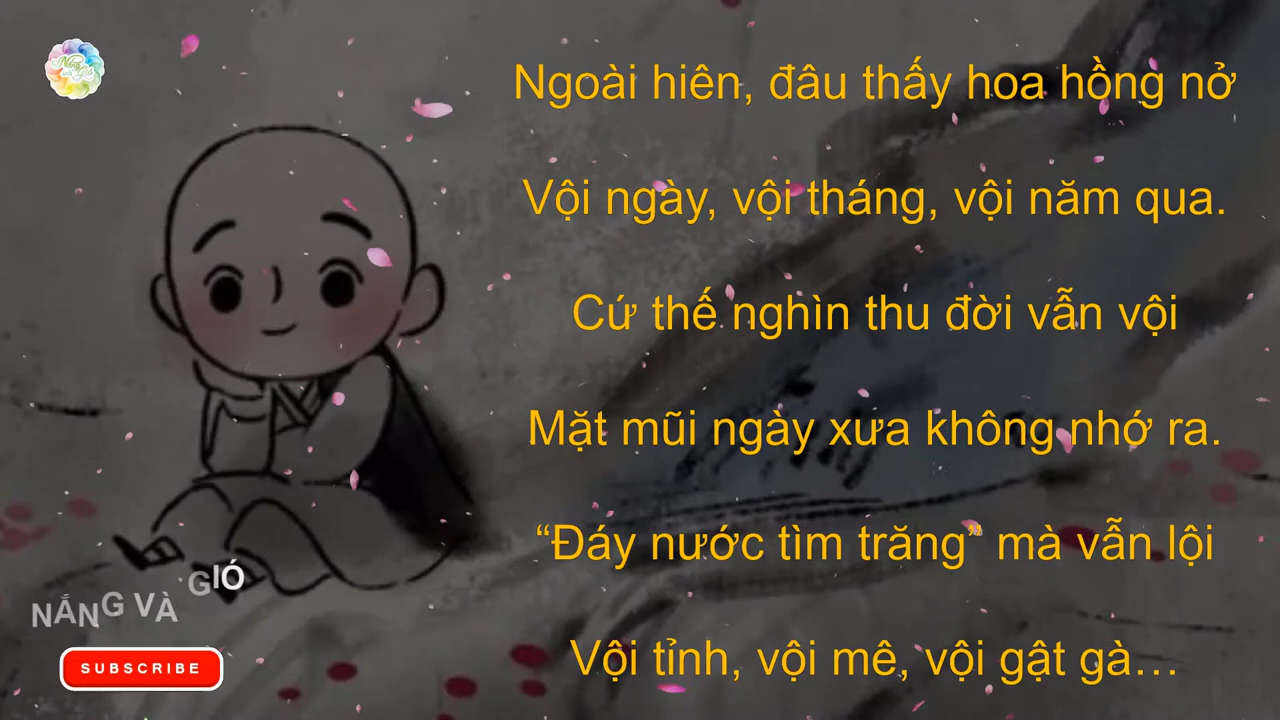 Ngoài hiên, đâu thấy hoa hồng nở
Vội ngày, vội tháng, vội năm qua.
Cứ thế nghìn thu đời vẫn vội
Mặt mũi ngày xưa không nhớ ra.
“Đáy nước tìm trăng” mà vẫn lội
Vội tỉnh, vội mê, vội gật gà…
NẮNG VÀ GIÓ
SUBSCRIBE